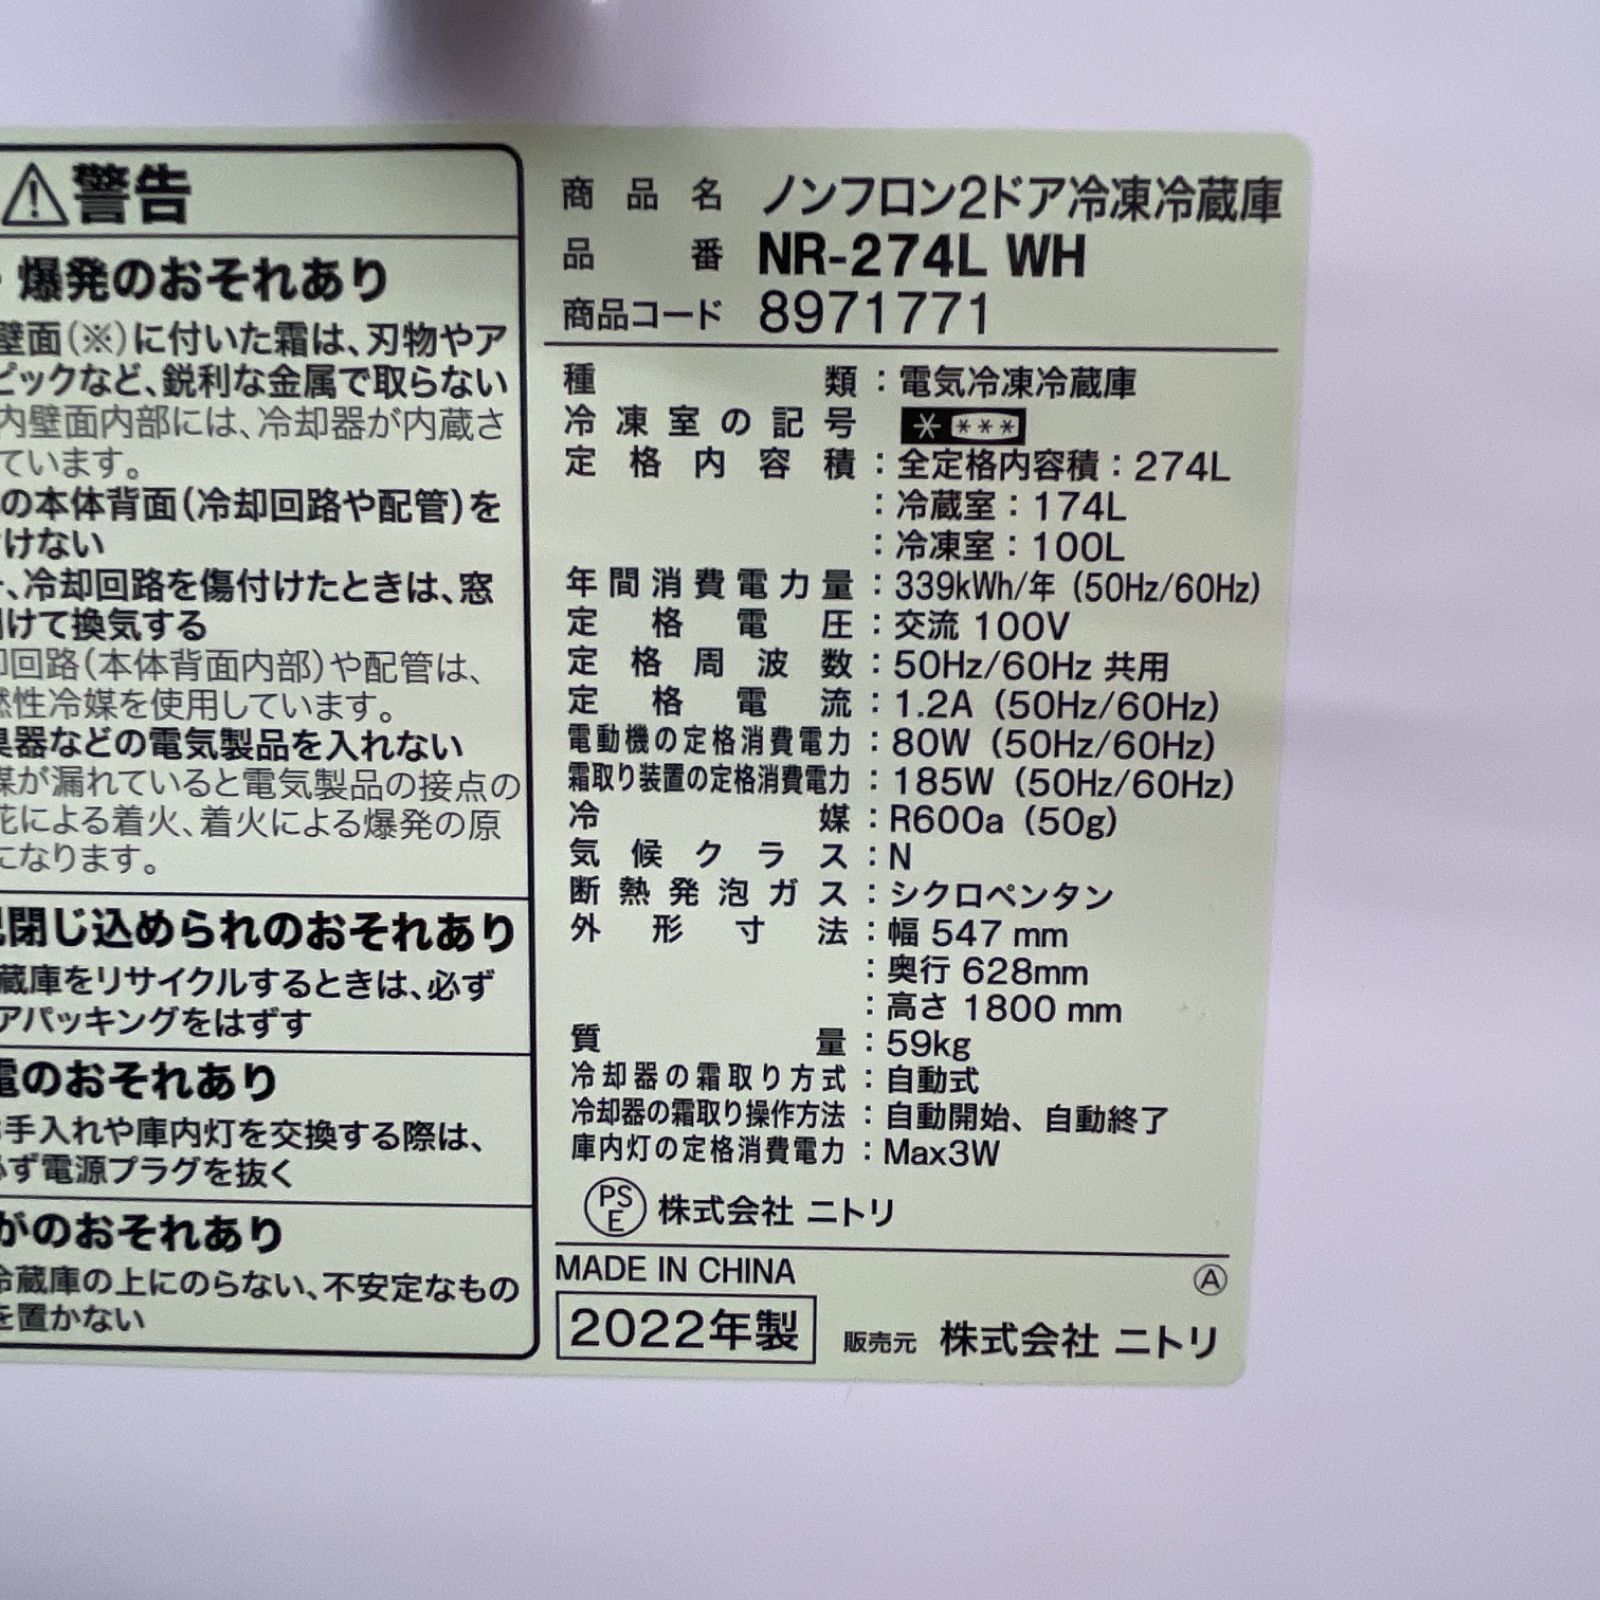 警告
爆発のおそれあり
壁面(※)に付いた霜は、刃物やア
ピックなど、鋭利な金属で取らない
内壁面内部には、冷却器が内蔵さ
ています。
の本体背面(冷却回路や配管)を
けない
、冷却回路を傷付けたときは、窓
けて換気する
回路(本体背面内部)や配管は、
燃性冷媒を使用しています。
具器などの電気製品を入れない
媒が漏れていると電気製品の接点の
花による着火、着火による爆発の原
になります。
閉じ込められのおそれあり
蔵庫をリサイクルするときは、必ず
アパッキングをはずす
電のおそれあり
手入れや庫内灯を交換する際は、
必ず電源プラグを抜く
がのおそれあり
冷蔵庫の上にのらない、不安定なもの
を置かない
商品名 ノンフロン2ドア冷凍冷蔵庫
品番 NR-274L WH
商品コード 8971771
種類：電気冷凍冷蔵庫
冷凍室の記号 * ***
定格内容積：全定格内容積：274L
：冷蔵室：174L
：冷凍室：100L
年間消費電力量：339kWh/年 (50Hz/60Hz)
定格電圧：交流 100V
定格周波数：50Hz/60Hz 共用
定格電流：1.2A (50Hz/60Hz)
電動機の定格消費電力：80W (50Hz/60Hz)
霜取り装置の定格消費電力：185W (50Hz/60Hz)
冷媒：R600a (50g)
気候クラス：N
断熱発泡ガス：シクロペンタン
外形寸法：幅 547 mm
：奥行 628mm
：高さ 1800 mm
質量：59kg
冷却器の霜取り方式：自動式
冷却器の霜取り操作方法：自動開始、自動終了
庫内灯の定格消費電力：Max3W
PSE 株式会社 ニトリ
MADE IN CHINA Ⓐ
2022年製 販売元 株式会社 ニトリ